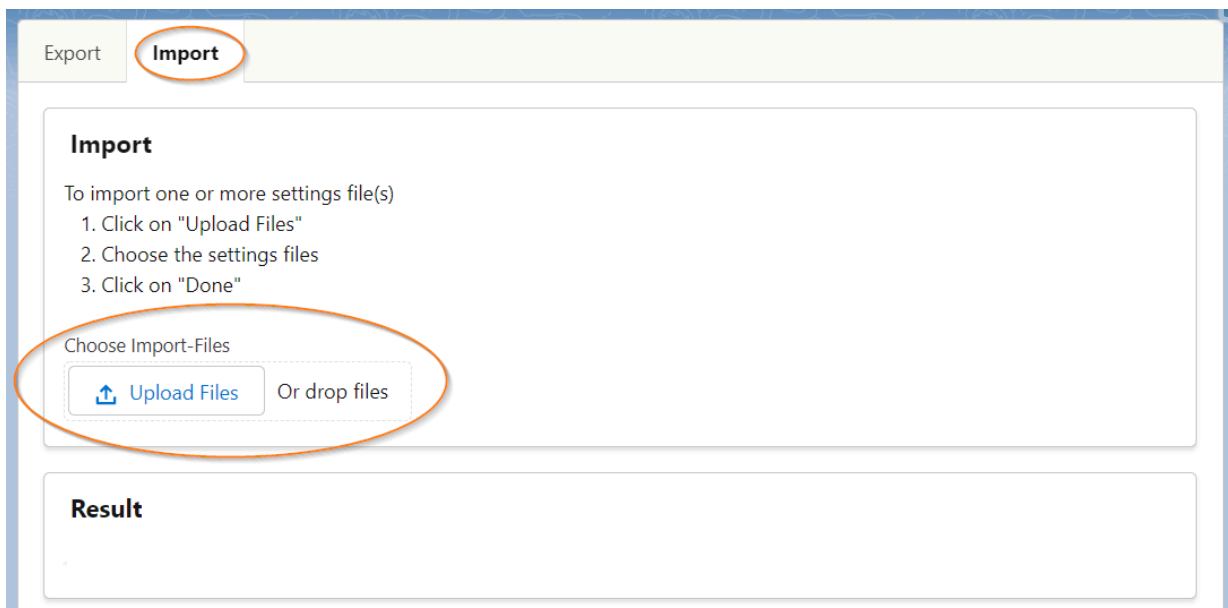 Export Import
Import
To import one or more settings file(s)
1. Click on "Upload Files"
2. Choose the settings files
3. Click on "Done"
Choose Import-Files
Upload Files Or drop files
Result